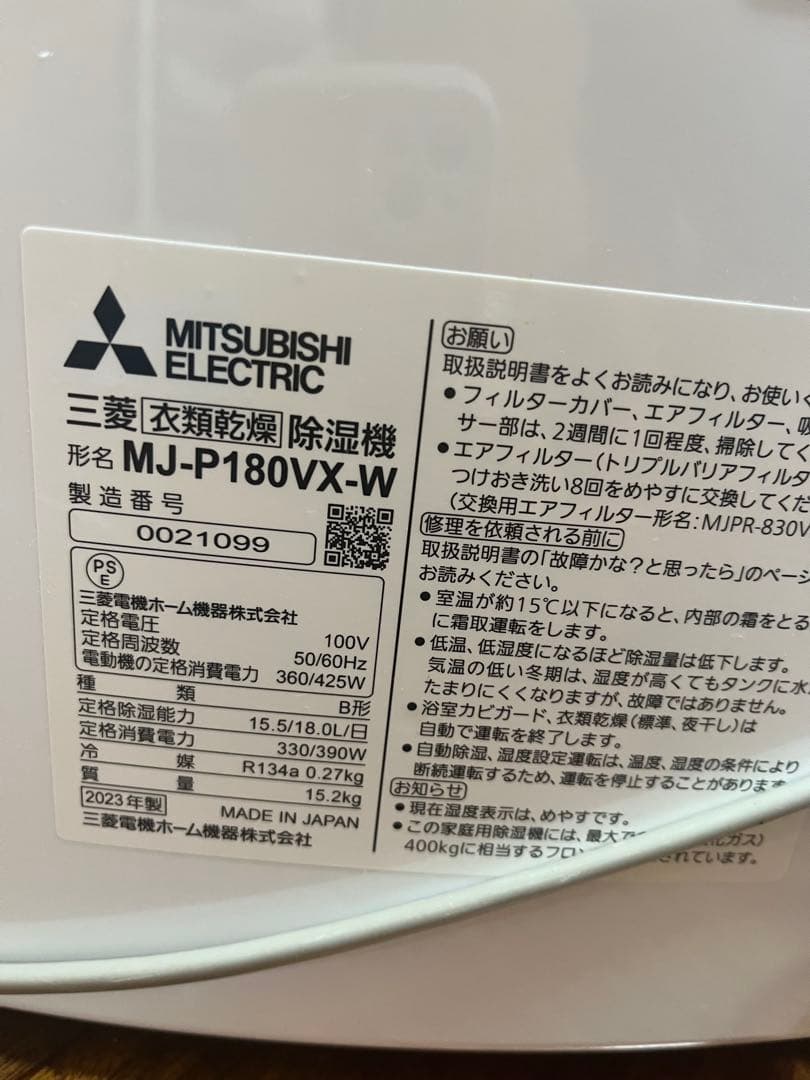 MITSUBISHI
ELECTRIC
三菱 衣類乾燥 除湿機
形名 MJ-P180VX-W
製造番号
0021099
PS
E
三菱電機ホーム機器株式会社
定格電圧 100V
定格周波数 50/60Hz
電動機の定格消費電力 360/425W
種類 B形
定格除湿能力 15.5/18.0L/日
定格消費電力 330/390W
冷媒 R134a 0.27kg
質量 15.2kg
2023年製 MADE IN JAPAN
三菱電機ホーム機器株式会社
お願い
取扱説明書をよくお読みになり、お使いく
●フィルターカバー、エアフィルター、吸
サー部は、2週間に1回程度、掃除してく
●エアフィルター(トリプルバリアフィルタ
つけおき洗い8回をめやすに交換してくだ
(交換用エアフィルター形名:MJPR-830V
修理を依頼される前に
取扱説明書の「故障かな?と思ったら」のページ
お読みください。
●室温が約15℃以下になると、内部の霜をとる
に霜取運転をします。
●低温、低湿度になるほど除湿量は低下します。
気温の低い冬期は、湿度が高くてもタンクに水
たまりにくくなりますが、故障ではありません。
●浴室カビガード、衣類乾燥(標準、夜干し)は
自動で運転を終了します。
●自動除湿、湿度設定運転は、温度、湿度の条件により
断続運転するため、運転を停止することがあります
お知らせ
●現在湿度表示は、めやすです。
●この家庭用除湿機には、最大で 化ガス)
400kgに相当するフロン されています。